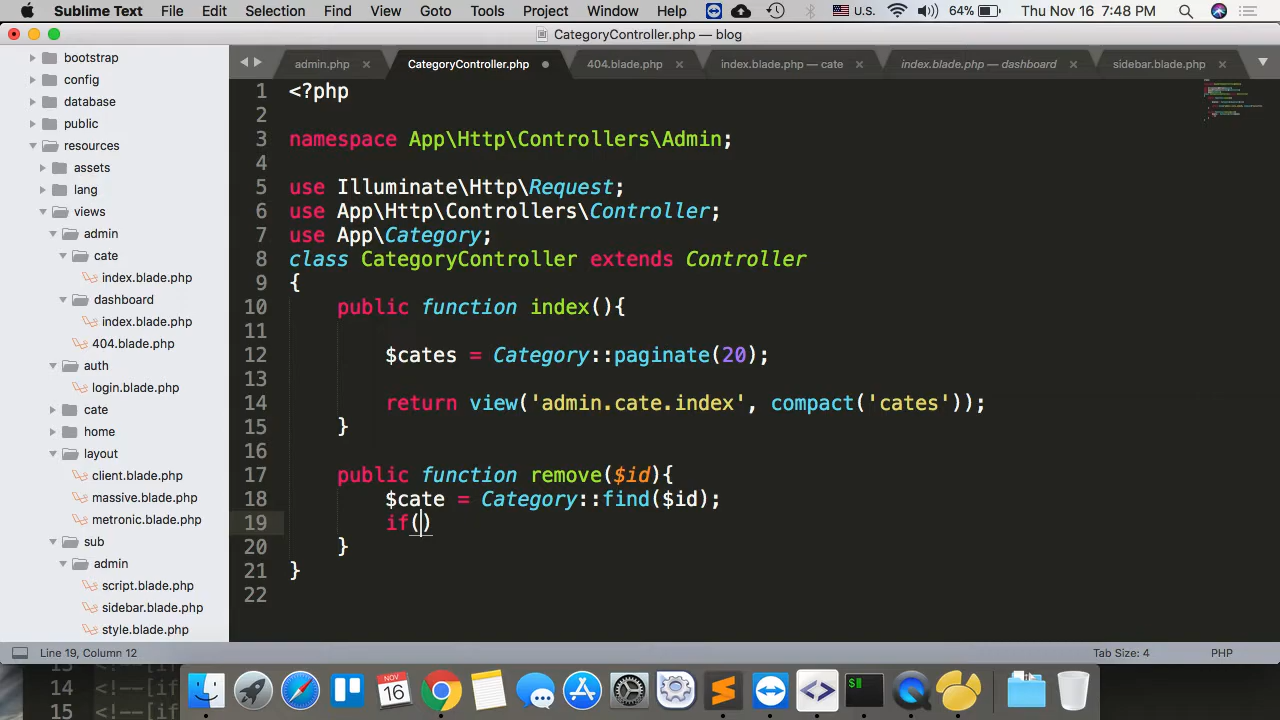 Sublime Text File Edit Selection Find View Goto Tools Project Window Help U.S. 64% Thu Nov 16 7:48 PM
CategoryController.php — blog
admin.php CategoryController.php 404.blade.php index.blade.php — cate index.blade.php — dashboard sidebar.blade.php
bootstrap
config
database
public
resources
assets
lang
views
admin
cate
index.blade.php
dashboard
index.blade.php
404.blade.php
auth
login.blade.php
cate
home
layout
client.blade.php
massive.blade.php
metronic.blade.php
sub
admin
script.blade.php
sidebar.blade.php
style.blade.php
1 <?php
2
3 namespace App\Http\Controllers\Admin;
4
5 use Illuminate\Http\Request;
6 use App\Http\Controllers\Controller;
7 use App\Category;
8 class CategoryController extends Controller
9 {
10 public function index(){
11
12 $cates = Category::paginate(20);
13
14 return view('admin.cate.index', compact('cates'));
15 }
16
17 public function remove($id){
18 $cate = Category::find($id);
19 if()
20 }
21 }
22
Line 19, Column 12 Tab Size: 4 PHP
14 <!--[if
15 <!--[if
NOV
16